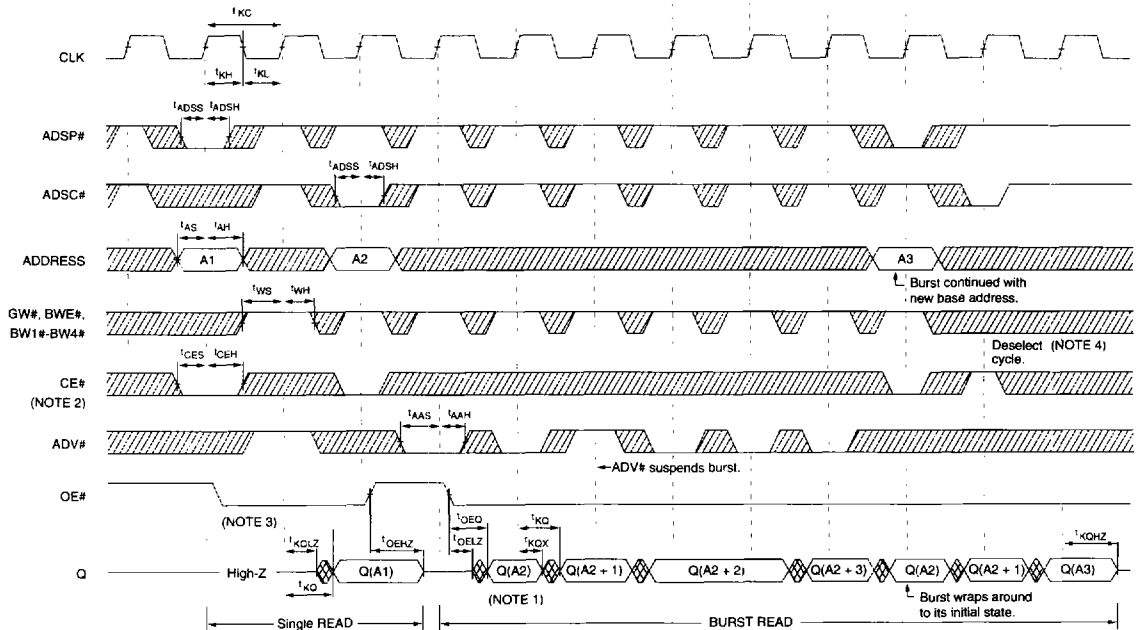 tKC
CLK
tKH tKL
tADSS tADSH
ADSP#
tADSS tADSH
ADSC#
tAS tAH
ADDRESS A1 A2 A3
Burst continued with
new base address.
tWS tWH
GW#, BWE#,
BW1#-BW4#
Deselect (NOTE 4)
cycle.
tCES tCEH
CE#
(NOTE 2)
tAAS tAAH
ADV#
ADV# suspends burst.
OE#
(NOTE 3)
tKQLZ tOEHZ tOEQ tOELZ tKQ tKQX tKQHZ
Q High-Z Q(A1) Q(A2) Q(A2 + 1) Q(A2 + 2) Q(A2 + 3) Q(A2) Q(A2 + 1) Q(A3)
tKQ
(NOTE 1)
Burst wraps around
to its initial state.
Single READ BURST READ